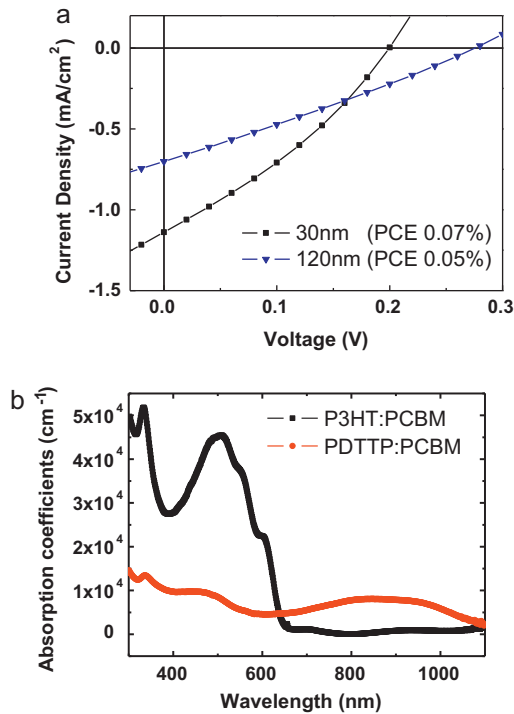 a
0.0
-0.5
-1.0
-1.5
Current Density (mA/cm²)
30nm (PCE 0.07%)
120nm (PCE 0.05%)
0.0 0.1 0.2 0.3
Voltage (V)
b
5x10⁴
4x10⁴
3x10⁴
2x10⁴
1x10⁴
0
Absorption coefficients (cm⁻¹)
P3HT:PCBM
PDTTP:PCBM
400 600 800 1000
Wavelength (nm)